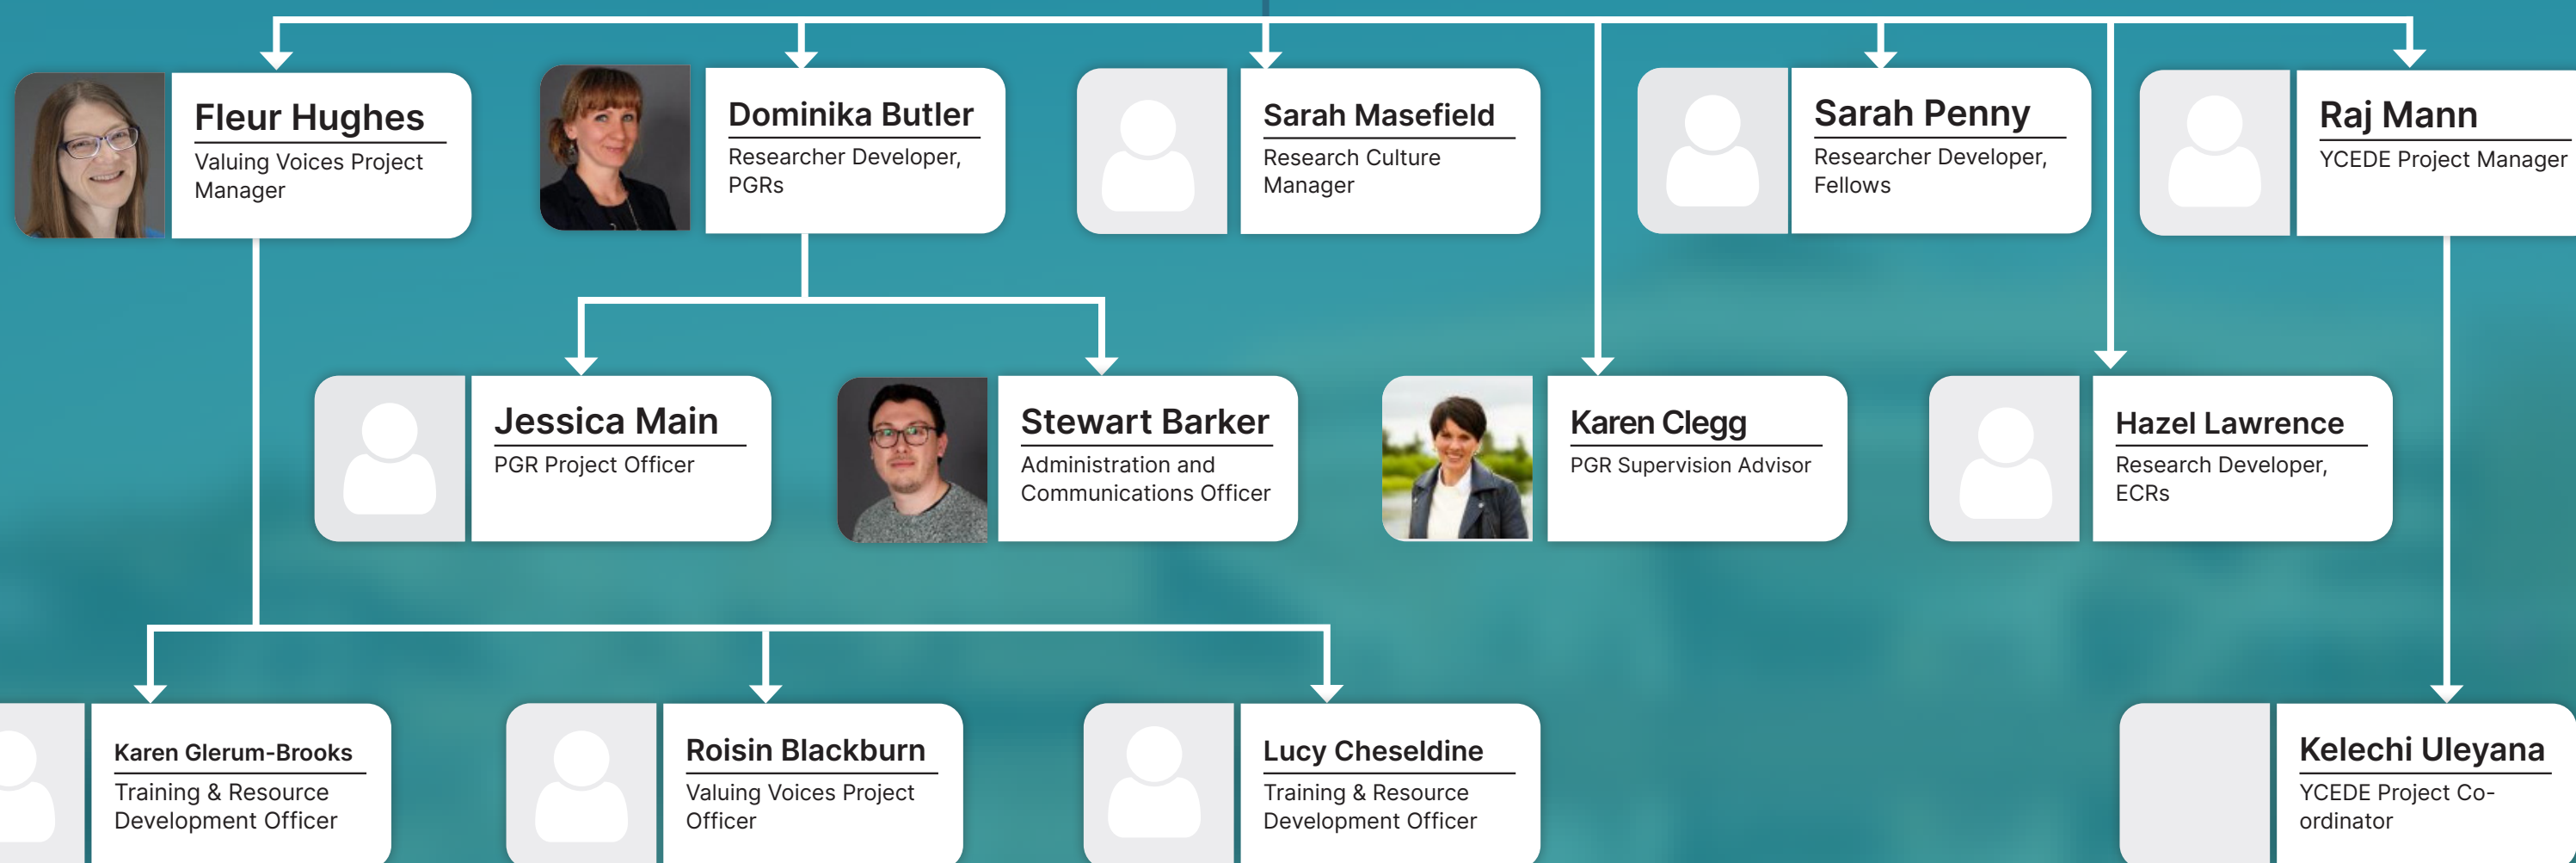 Fleur Hughes
Valuing Voices Project
Manager
Dominika Butler
Researcher Developer,
PGRs
Sarah Masefield
Research Culture
Manager
Sarah Penny
Researcher Developer,
Fellows
Raj Mann
YCEDE Project Manager
Jessica Main
PGR Project Officer
Stewart Barker
Administration and
Communications Officer
Karen Clegg
PGR Supervision Advisor
Hazel Lawrence
Research Developer,
ECRs
Karen Glerum-Brooks
Training & Resource
Development Officer
Roisin Blackburn
Valuing Voices Project
Officer
Lucy Cheseldine
Training & Resource
Development Officer
Kelechi Uleyana
YCEDE Project Co-
ordinator